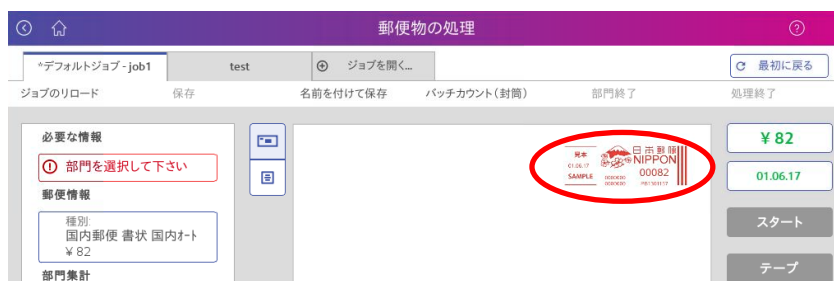 郵便物の処理
*デフォルトジョブ - job1
test
ジョブを開く...
最初に戻る
ジョブのリロード
保存
名前を付けて保存
バッチカウント(封筒)
部門終了
処理終了
必要な情報
部門を選択して下さい
郵便情報
種別:
国内郵便 書状 国内ｵｰﾄ
¥ 82
部門集計
見本
01.06.17
SAMPLE
日本郵便
NIPPON
00082
¥ 82
01.06.17
スタート
テープ